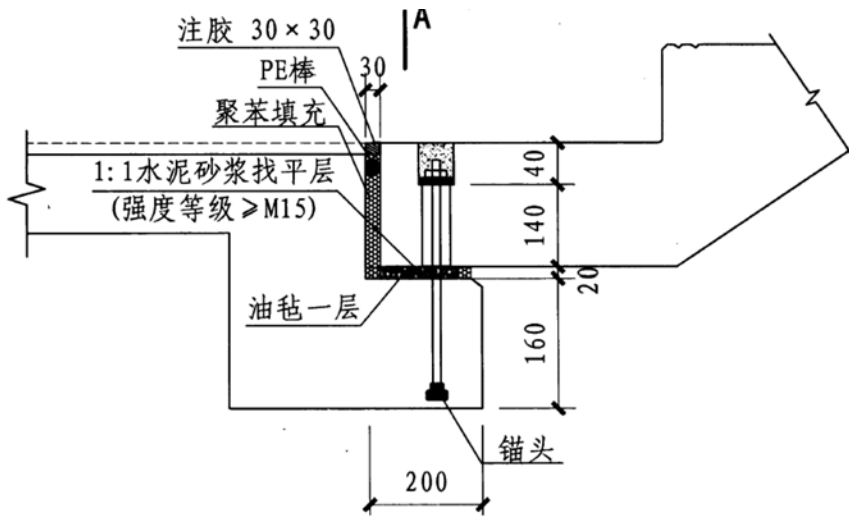 A
注胶 30×30
30
PE棒
聚苯填充
1:1水泥砂浆找平层
(强度等级≥M15)
油毡一层
40
140
20
160
锚头
200